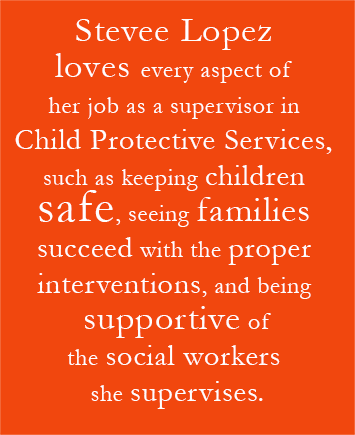 Stevee Lopez
loves every aspect of
her job as a supervisor in
Child Protective Services,
such as keeping children
safe, seeing families
succeed with the proper
interventions, and being
supportive of
the social workers
she supervises.